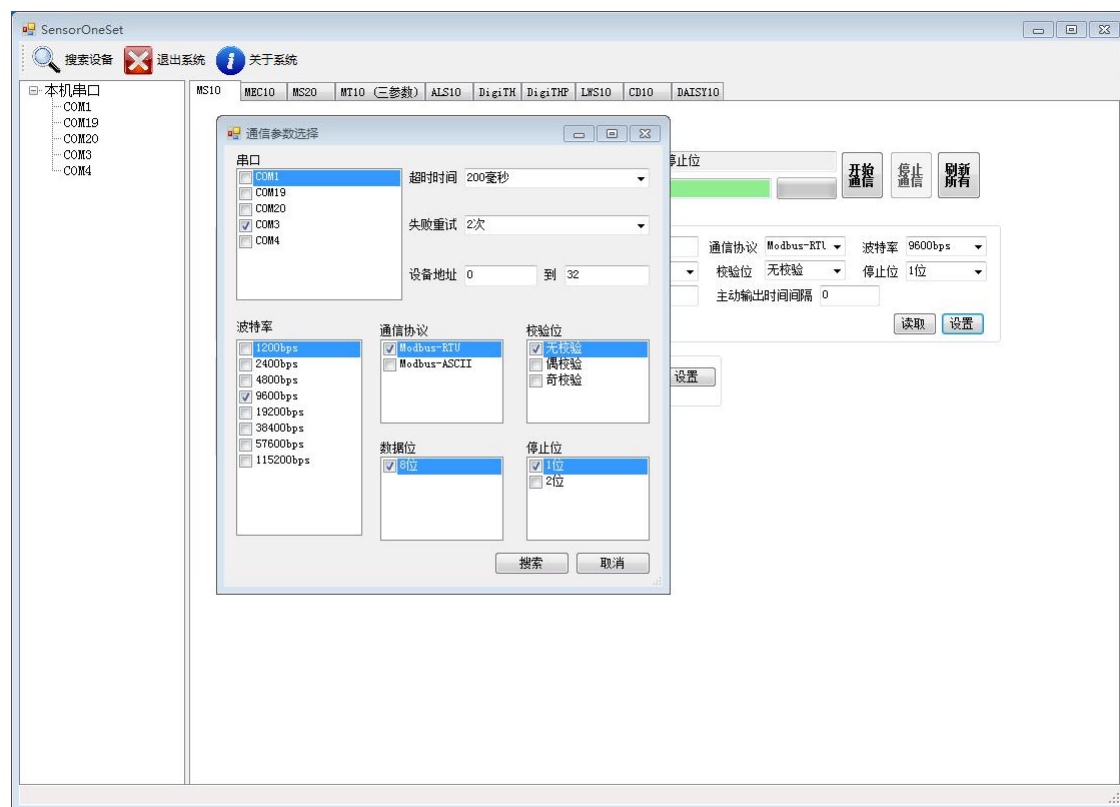 SensorOneSet
搜索设备 退出系统 关于系统
本机串口
COM1
COM19
COM20
COM3
COM4
MS10 MEC10 MS20 MT10 (三参数) ALS10 DigiTH DigiTHP LWS10 CD10 DAISY10
通信参数选择
串口
COM1
COM19
COM20
COM3
COM4
超时时间 200毫秒
失败重试 2次
设备地址 0 到 32
波特率
1200bps
2400bps
4800bps
9600bps
19200bps
38400bps
57600bps
115200bps
通信协议
Modbus-RTU
Modbus-ASCII
校验位
无校验
偶校验
奇校验
数据位
8位
停止位
1位
2位
搜索 取消
停止位
开始通信 停止通信 刷新所有
通信协议 Modbus-RTU 波特率 9600bps
校验位 无校验 停止位 1位
主动输出时间间隔 0
读取 设置
设置